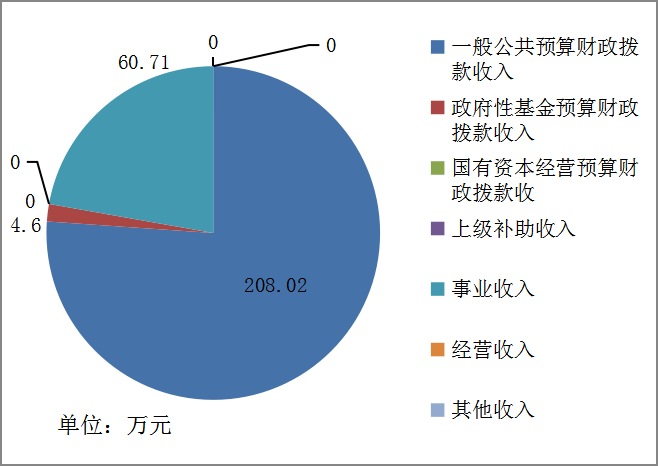 0
0
60.71
0
0
4.6
208.02
单位：万元
一般公共预算财政拨
款收入
政府性基金预算财政
拨款收入
国有资本经营预算财
政拨款收
上级补助收入
事业收入
经营收入
其他收入